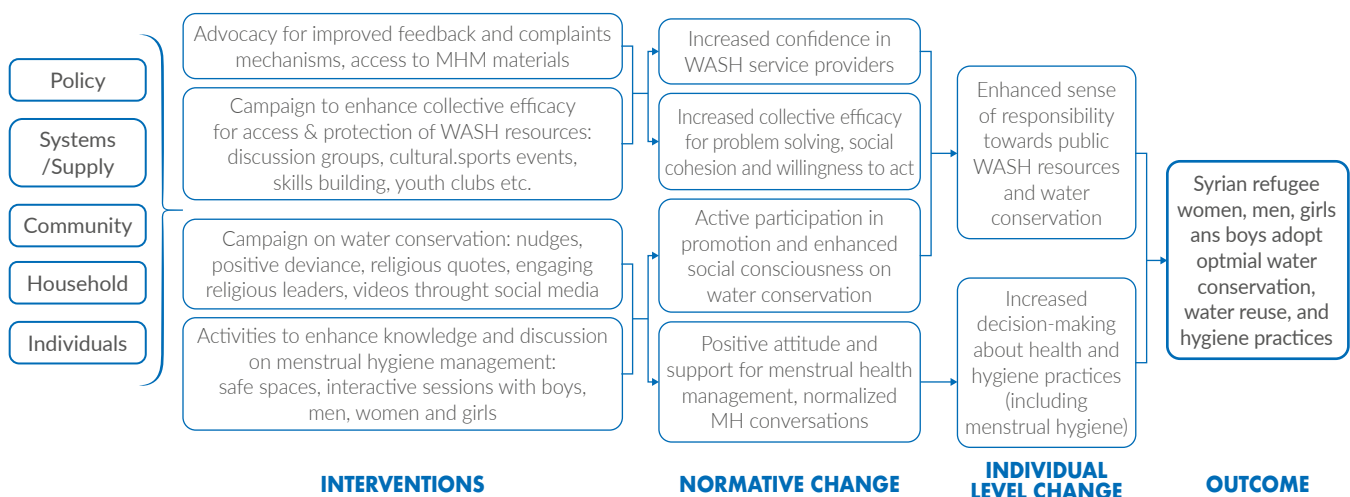 Policy
Systems
/Supply
Community
Household
Individuals
Advocacy for improved feedback and complaints
mechanisms, access to MHM materials
Campaign to enhance collective efficacy
for access & protection of WASH resources:
discussion groups, cultural.sports events,
skills building, youth clubs etc.
Campaign on water conservation: nudges,
positive deviance, religious quotes, engaging
religious leaders, videos throught social media
Activities to enhance knowledge and discussion
on menstrual hygiene management:
safe spaces, interactive sessions with boys,
men, women and girls
INTERVENTIONS
Increased confidence in
WASH service providers
Increased collective efficacy
for problem solving, social
cohesion and willingness to act
Active participation in
promotion and enhanced
social consciousness on
water conservation
Positive attitude and
support for menstrual health
management, normalized
MH conversations
NORMATIVE CHANGE
Enhanced sense
of responsibility
towards public
WASH resources
and water
conservation
Increased
decision-making
about health and
hygiene practices
(including
menstrual hygiene)
INDIVIDUAL
LEVEL CHANGE
Syrian refugee
women, men, girls
ans boys adopt
optmial water
conservation,
water reuse, and
hygiene practices
OUTCOME